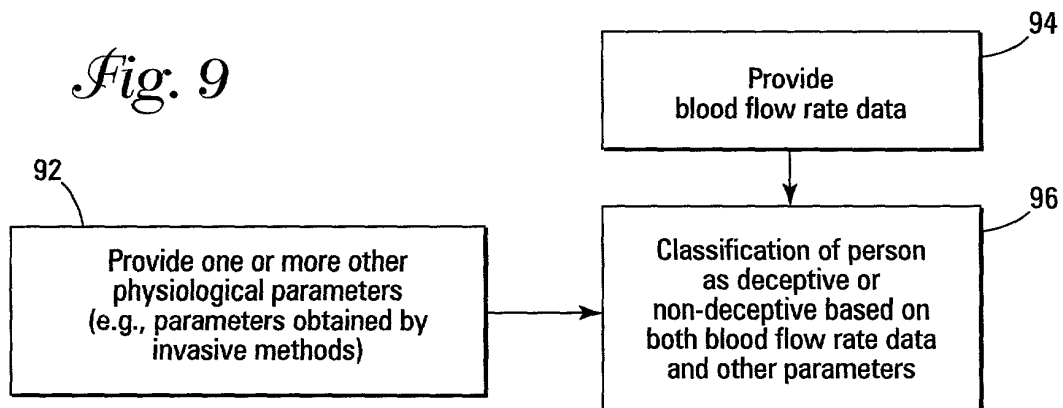 Fig. 9
94
Provide
blood flow rate data
92
Provide one or more other
physiological parameters
(e.g., parameters obtained by
invasive methods)
96
Classification of person
as deceptive or
non-deceptive based on
both blood flow rate data
and other parameters